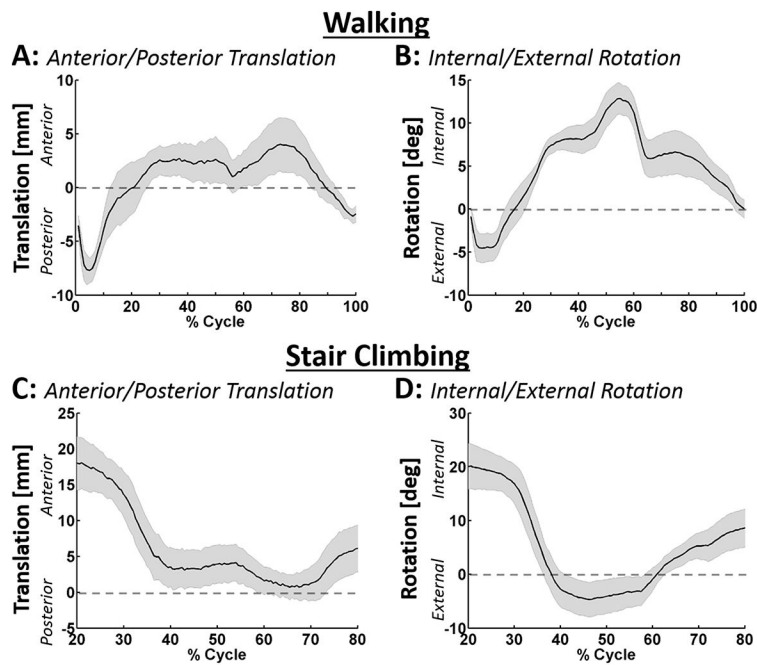 Walking
A: Anterior/Posterior Translation
10
5
0
-5
-10
Translation [mm]
Anterior
Posterior
0
20
40
60
80
100
% Cycle
B: Internal/External Rotation
15
10
5
0
-5
-10
Rotation [deg]
Internal
External
0
20
40
60
80
100
% Cycle
Stair Climbing
C: Anterior/Posterior Translation
25
20
15
10
5
0
-5
Translation [mm]
Anterior
Posterior
20
30
40
50
60
70
80
% Cycle
D: Internal/External Rotation
30
20
10
0
-10
Rotation [deg]
Internal
External
20
30
40
50
60
70
80
% Cycle